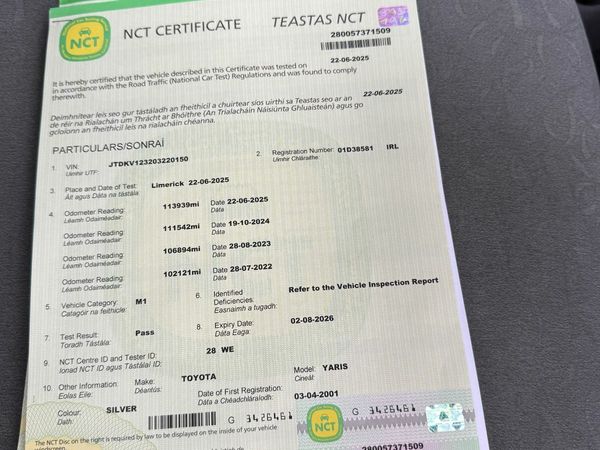 NCT
NCT CERTIFICATE TEASTAS NCT
280057371509
It is hereby certified that the vehicle described in this Certificate was tested on 22-06-2025
in accordance with the Road Traffic (National Car Test) Regulations and was found to comply
therewith.
Deimhnítear leis seo gur tástáladh an fheithicil a chuirtear síos uirthi sa Teastas seo ar an 22-06-2025
de réir na Rialachán um Thrácht ar Bhóithre (An Trialacháin Náisiúnta Ghluaisteán) agus go
gcloíonn an fheithicil leis na rialacháin chéanna.
PARTICULARS/SONRAÍ
1. VIN: JTDKV123203220150 2. Registration Number: 01D38581 IRL
Uimhir UTF: Uimhir Chláraithe:
3. Place and Date of Test: Limerick 22-06-2025
Áit agus Dáta na tástála:
4. Odometer Reading: 113939mi Date 22-06-2025
Léamh Odaiméadair: Dáta
Odometer Reading: 111542mi Date 19-10-2024
Léamh Odaiméadair: Dáta
Odometer Reading: 106894mi Date 28-08-2023
Léamh Odaiméadair: Dáta
Odometer Reading: 102121mi Date 28-07-2022
Léamh Odaiméadair: Dáta
5. Vehicle Category: M1 6. Identified Deficiencies: Refer to the Vehicle Inspection Report
Catagóir na feithicle: Easnaimh a tugadh:
7. Test Result: Pass 8. Expiry Date: 02-08-2026
Toradh Tástála: Dáta Éaga:
9. NCT Centre ID and Tester ID: 28 WE
Ionad NCT ID agus Tástálaí ID:
10. Other Information: Make: TOYOTA Model: YARIS
Eolas Eile: Déantús: Cineál:
Colour: SILVER Date of First Registration: 03-04-2001
Dath: Dáta a Chéadchláraidh:
G 3426461 NCT G 3426461
The NCT Disc on the right is required by law to be displayed on the inside of your vehicle
windscreen
280057371509